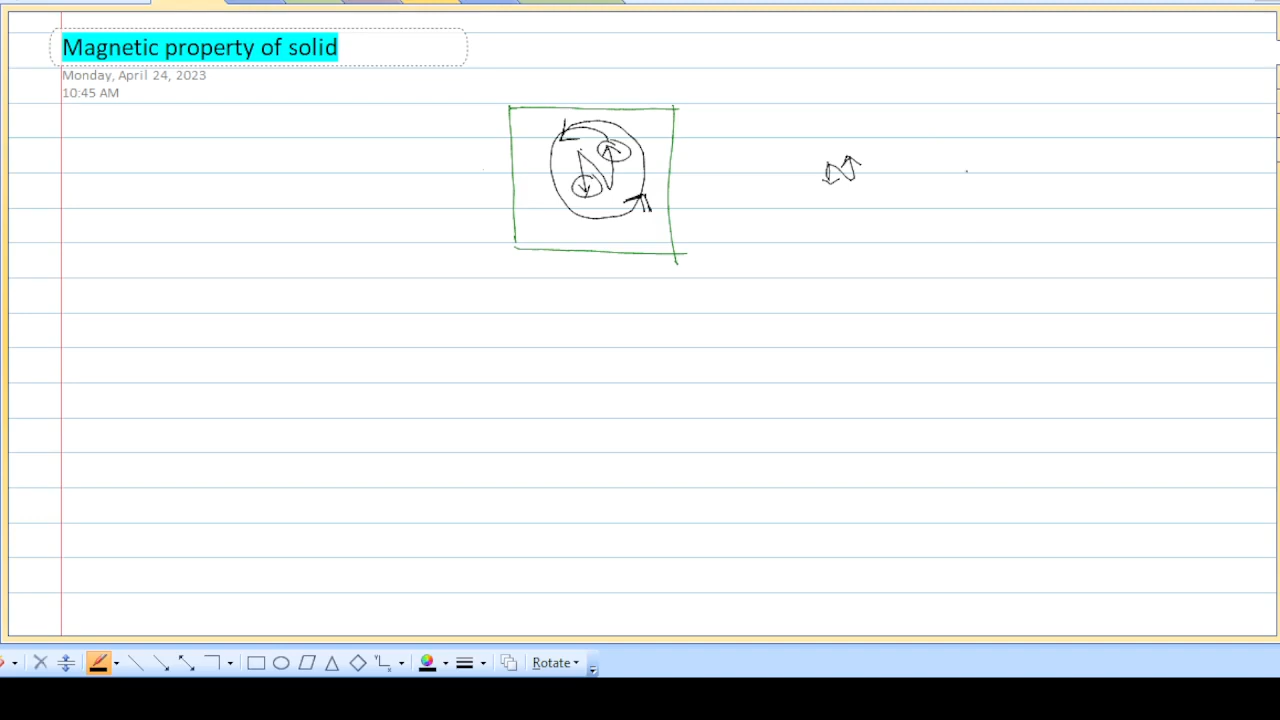 Magnetic property of solid
Monday, April 24, 2023
10:45 AM
Rotate